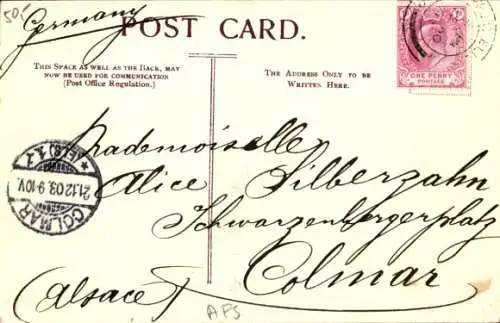 50,-
Germany
POST CARD.
THIS SPACE AS WELL AS THE BACK, MAY
NOW BE USED FOR COMMUNICATION
(Post Office Regulation.)
THE ADDRESS ONLY TO BE
WRITTEN HERE.
ONE PENNY
POSTAGE
Mademoiselle
Alice Silberzahn
Schwarzenbergerplatz
Colmar
(Alsace)
21.12.03. 9-10V.
COLMAR
AFS